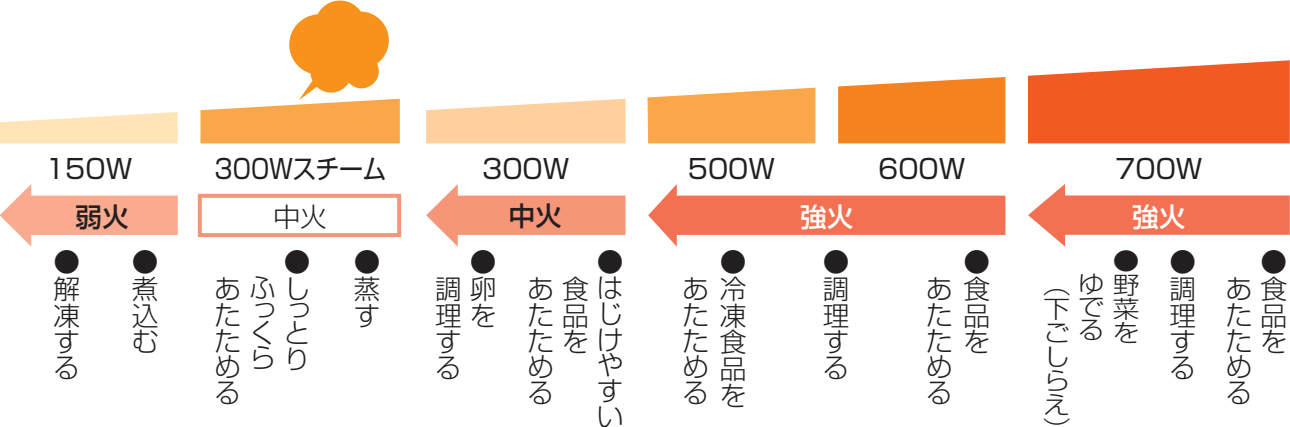 150W
300Wスチーム
300W
500W
600W
700W
弱火
中火
中火
強火
強火
●食品を
あたためる
●調理する
●野菜を
ゆでる
（下ごしらえ）
●食品を
あたためる
●調理する
●冷凍食品を
あたためる
●はじけやすい
食品を
あたためる
●卵を
調理する
●蒸す
●しっとり
ふっくら
あたためる
●煮込む
●解凍する